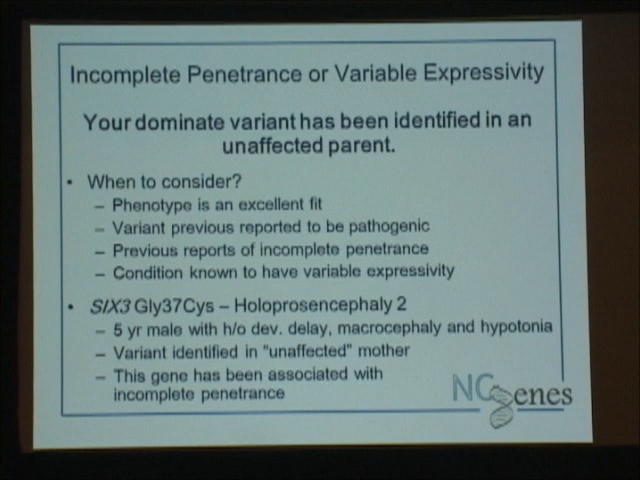 Incomplete Penetrance or Variable Expressivity
Your dominate variant has been identified in an
unaffected parent.
• When to consider?
– Phenotype is an excellent fit
– Variant previous reported to be pathogenic
– Previous reports of incomplete penetrance
– Condition known to have variable expressivity
• SIX3 Gly37Cys – Holoprosencephaly 2
– 5 yr male with h/o dev. delay, macrocephaly and hypotonia
– Variant identified in "unaffected" mother
– This gene has been associated with
incomplete penetrance
NCgenes